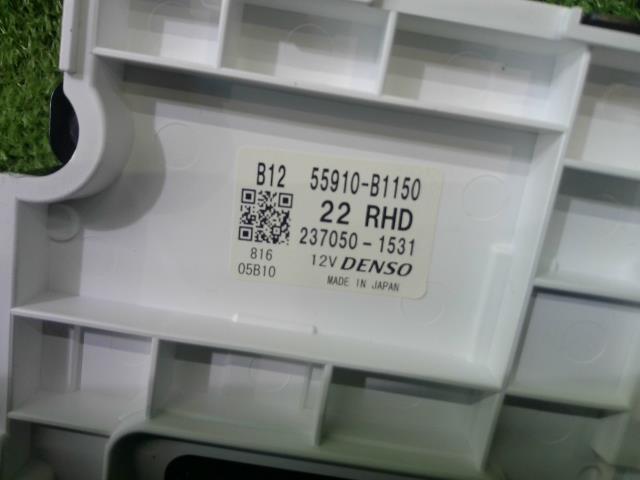 B12 55910-B1150
22 RHD
237050-1531
816
12V DENSO
05B10
MADE IN JAPAN